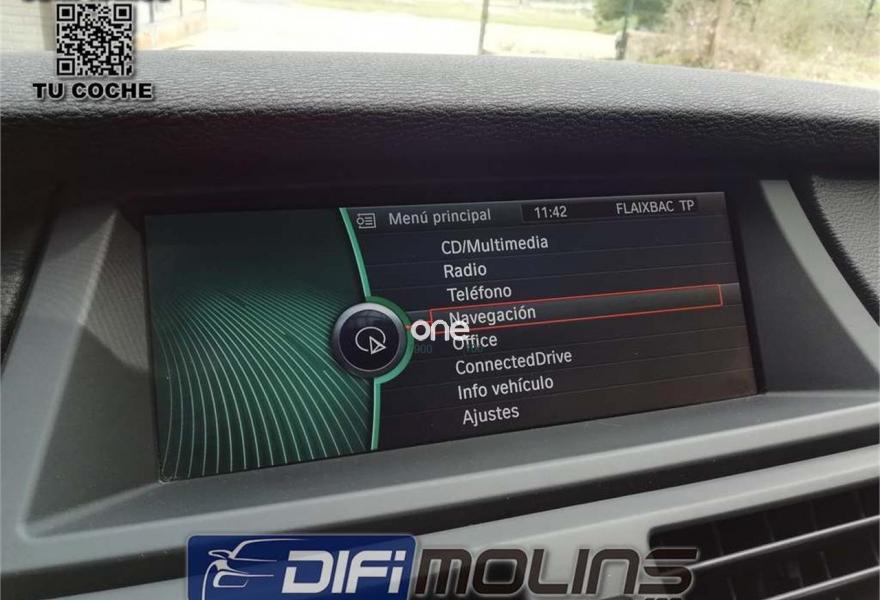 TU COCHE
Menú principal 11:42 FLAIXBAC TP
CD/Multimedia
Radio
Teléfono
Navegación
one
Office
ConnectedDrive
Info vehículo
Ajustes
DIFI MOLINS